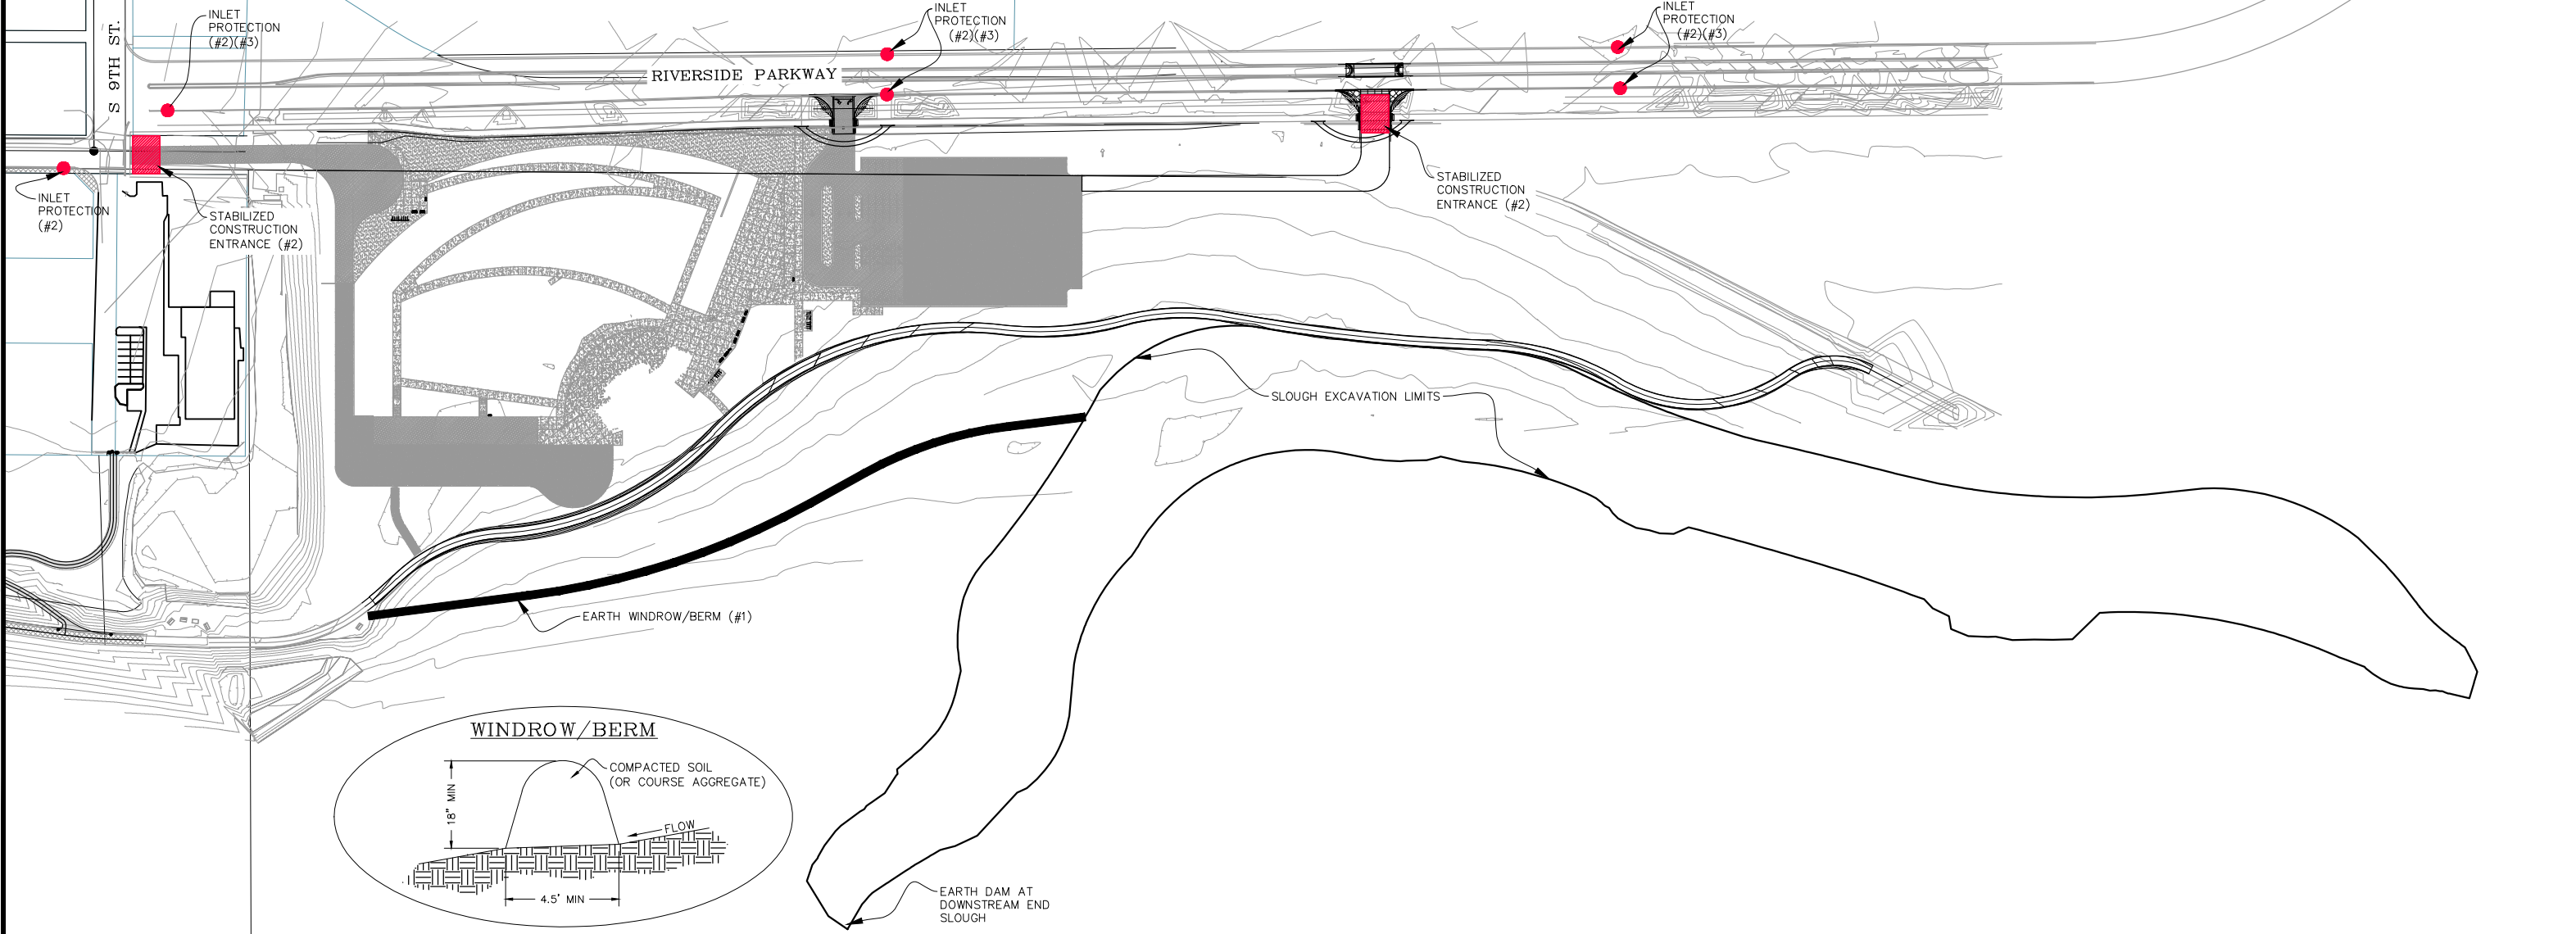 INLET
PROTECTION
(#2)(#3)
INLET
PROTECTION
(#2)(#3)
INLET
PROTECTION
(#2)(#3)
S 9TH ST.
RIVERSIDE PARKWAY
INLET
PROTECTION
(#2)
STABILIZED
CONSTRUCTION
ENTRANCE (#2)
STABILIZED
CONSTRUCTION
ENTRANCE (#2)
SLOUGH EXCAVATION LIMITS
EARTH WINDROW/BERM (#1)
WINDROW/BERM
COMPACTED SOIL
(OR COURSE AGGREGATE)
18" MIN
FLOW
4.5' MIN
EARTH DAM AT
DOWNSTREAM END
SLOUGH